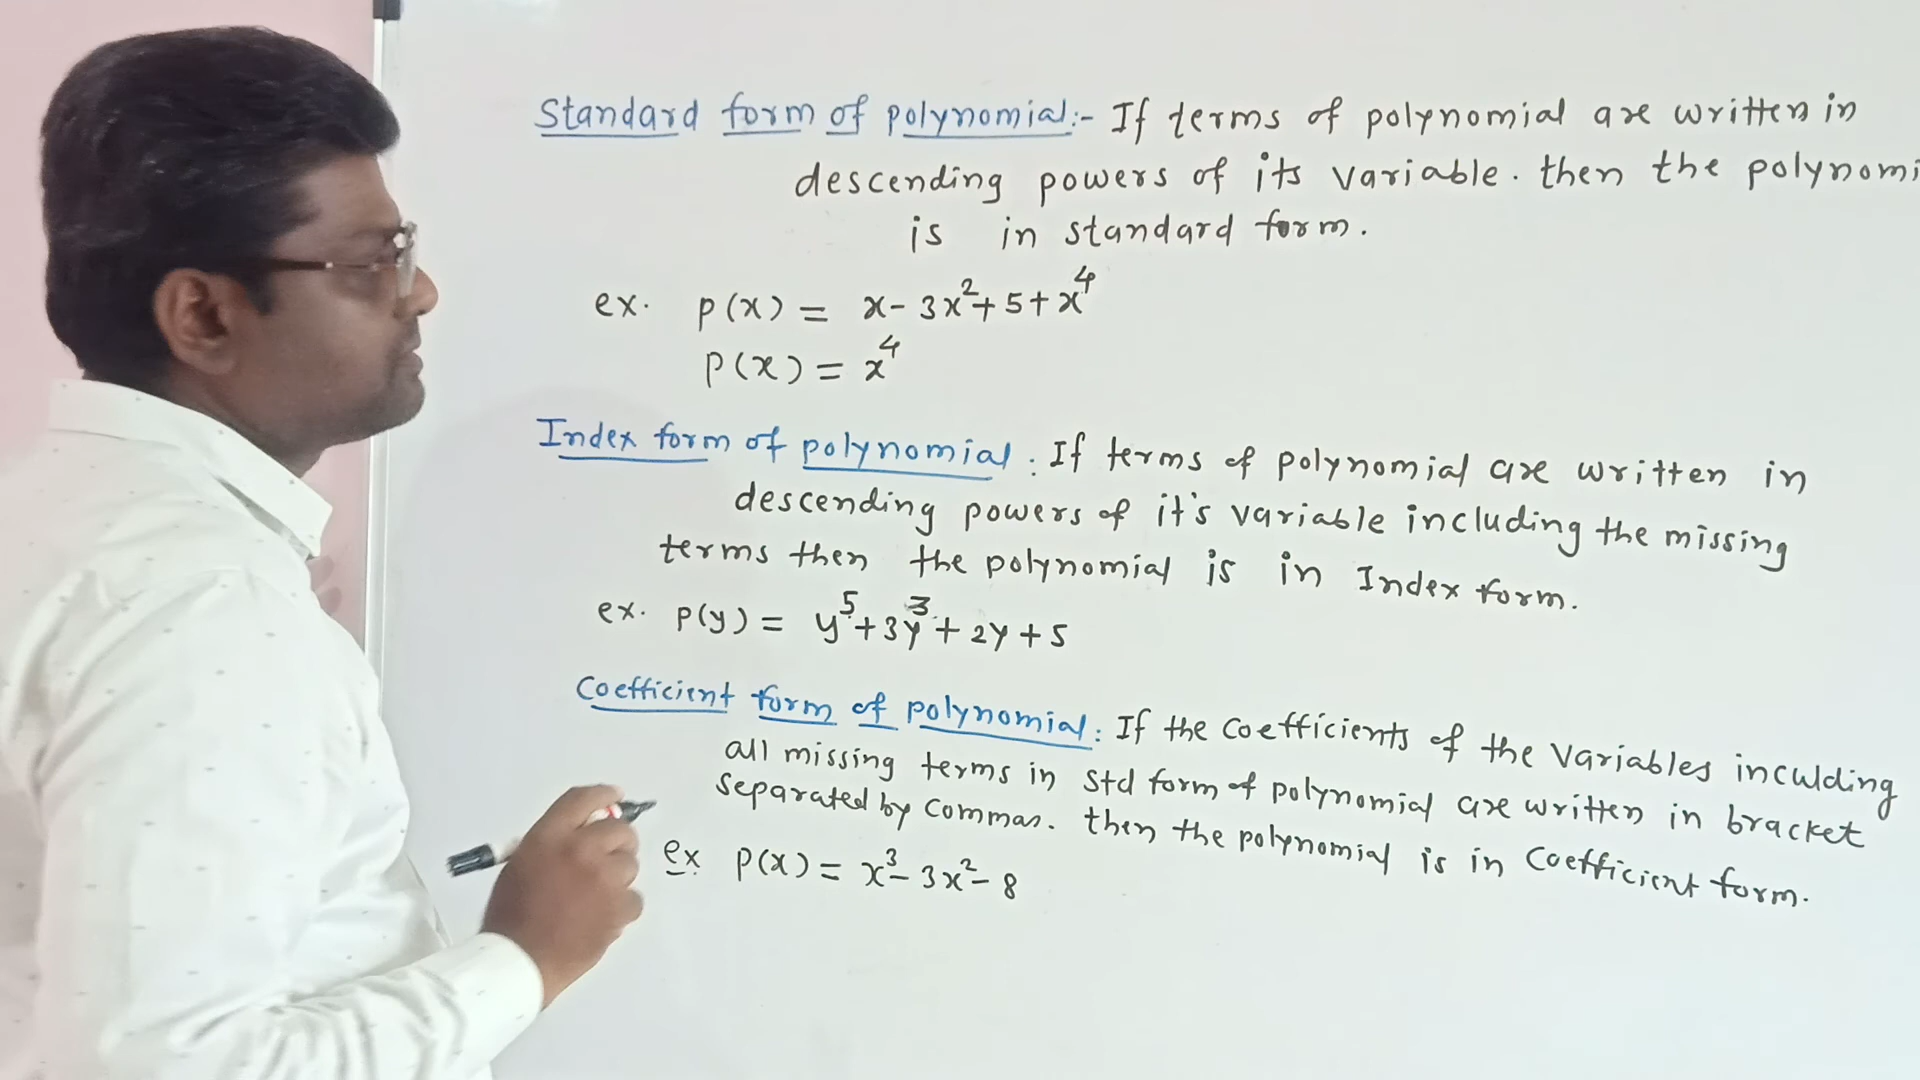 Standard form of polynomial:- If terms of polynomial are written in
descending powers of its variable. then the polynomi
is in standard form.
ex. p(x) = x - 3x² + 5 + x⁴
p(x) = x⁴
Index form of polynomial: If terms of polynomial are written in
descending powers of it's variable including the missing
terms then the polynomial is in Index form.
ex. p(y) = y⁵ + 3y³ + 2y + 5
Coefficient form of polynomial: If the coefficients of the variables inculding
all missing terms in std form of polynomial are written in bracket
separated by commas. then the polynomial is in coefficient form.
ex. p(x) = x³ - 3x² - 8